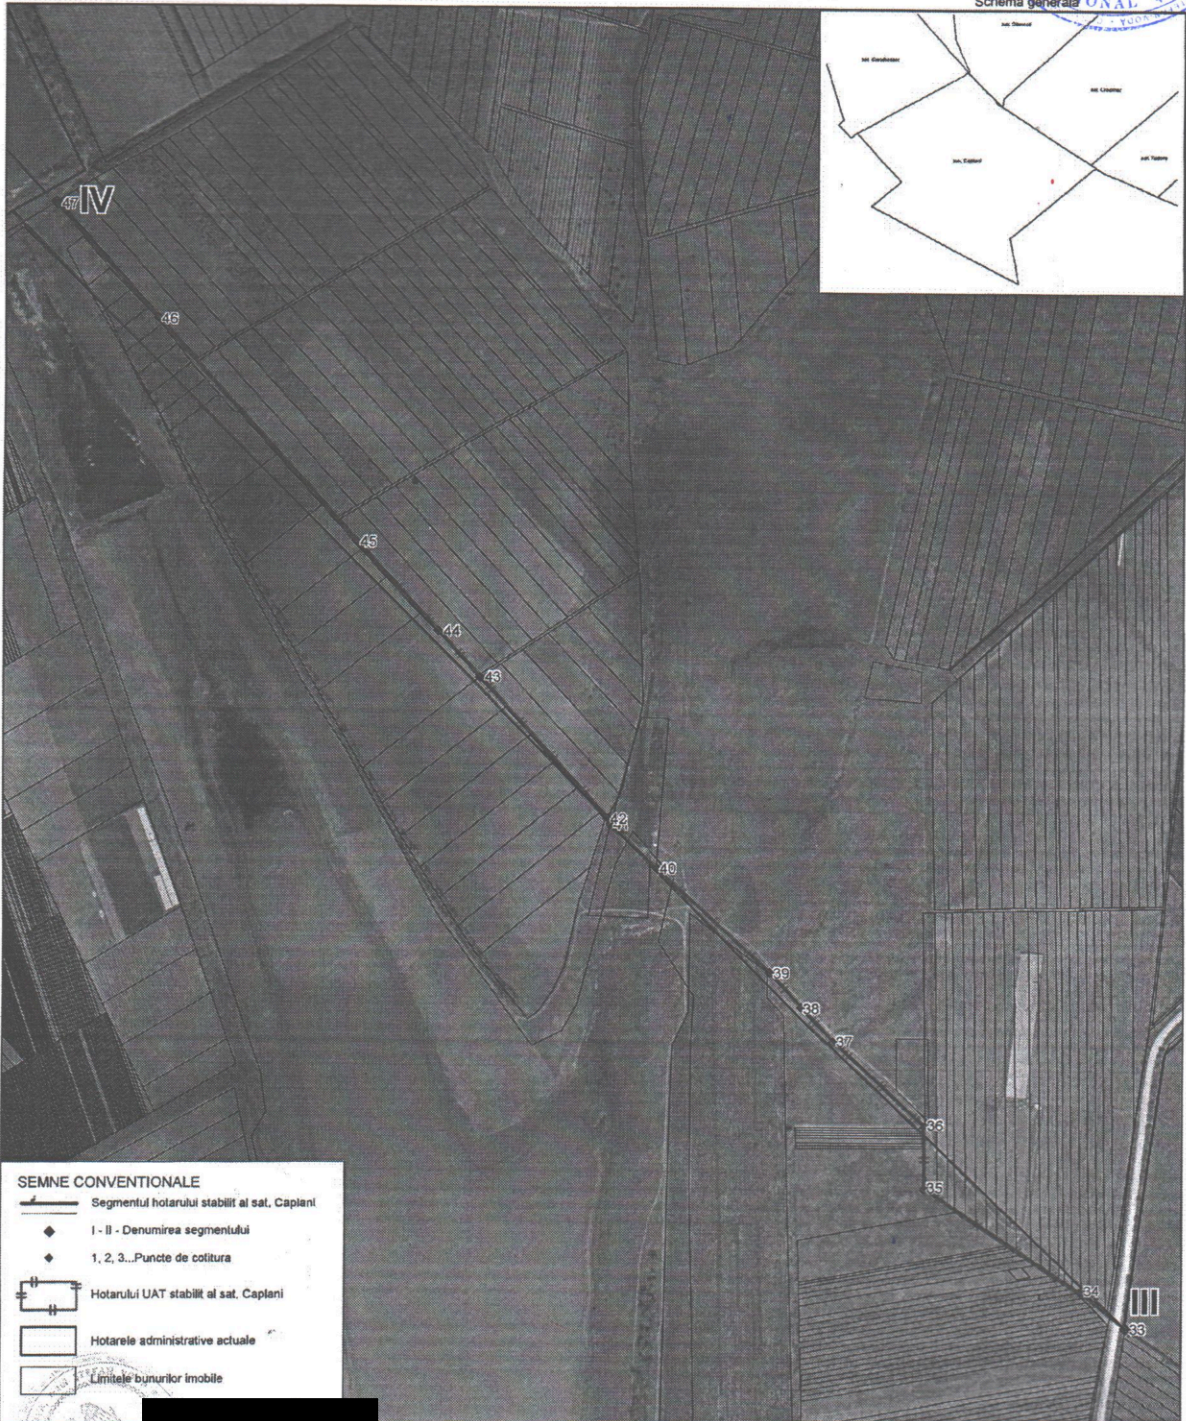 Schema generala
IV
47
46
45
44
43
42
41
40
39
38
37
36
35
34
III
33
SEMNE CONVENTIONALE
Segmentul hotarului stabilit al sat, Caplani
I - II - Denumirea segmentului
1, 2, 3...Puncte de cotitura
Hotarului UAT stabilit al sat, Caplani
Hotarele administrative actuale
Limitele bunurilor imobile